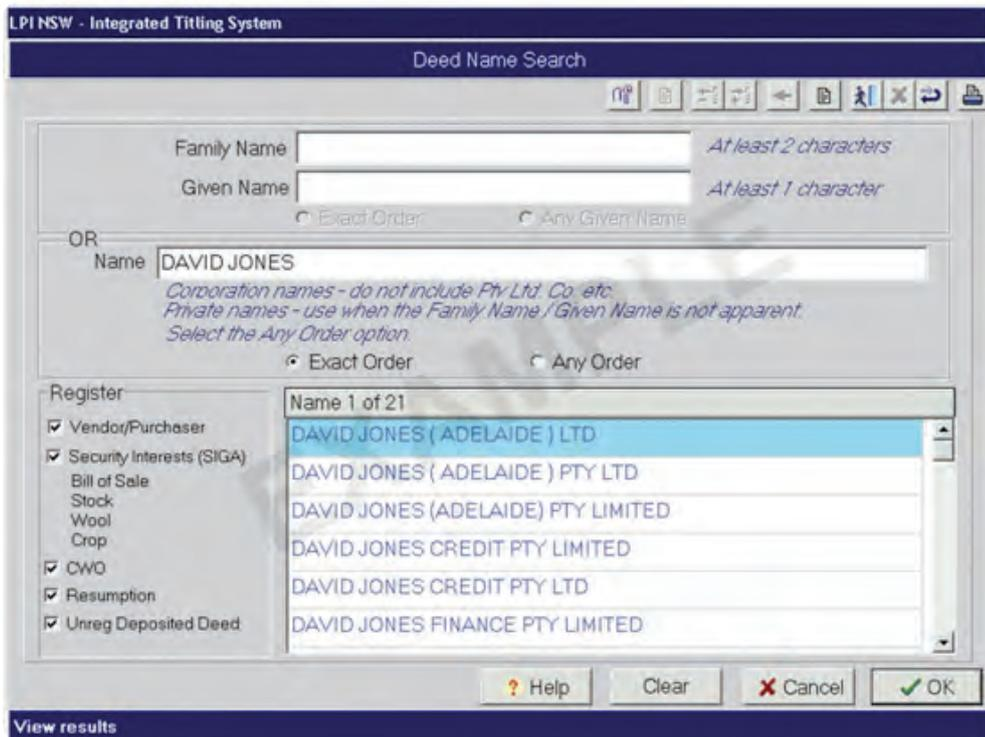 LPI NSW - Integrated Titling System
Deed Name Search
Family Name At least 2 characters
Given Name At least 1 character
Exact Order Any Given Name
OR
Name DAVID JONES
Corporation names - do not include Pty Ltd. Co. etc.
Private names - use when the Family Name / Given Name is not apparent.
Select the Any Order option.
Exact Order Any Order
Register
Vendor/Purchaser
Security Interests (SIGA)
Bill of Sale
Stock
Wool
Crop
CWO
Resumption
Unreg Deposited Deed
Name 1 of 21
DAVID JONES ( ADELAIDE ) LTD
DAVID JONES ( ADELAIDE ) PTY LTD
DAVID JONES (ADELAIDE) PTY LIMITED
DAVID JONES CREDIT PTY LIMITED
DAVID JONES CREDIT PTY LTD
DAVID JONES FINANCE PTY LIMITED
EXAMPLE
? Help Clear Cancel OK
View results